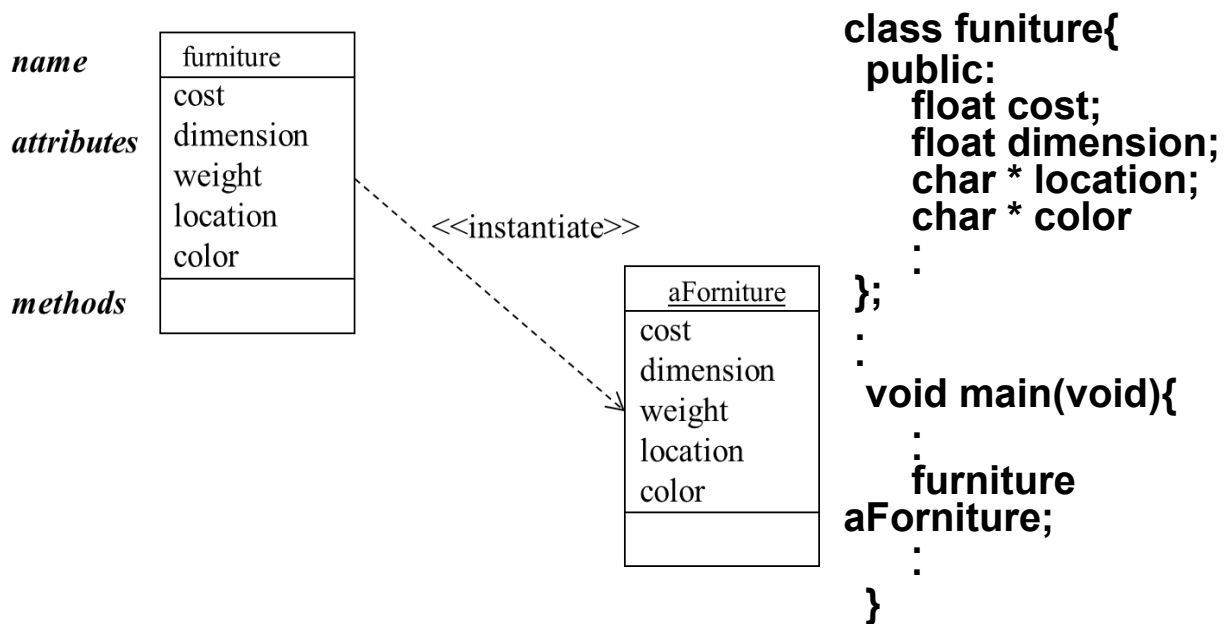 name
attributes
methods
furniture
cost
dimension
weight
location
color
<<instantiate>>
aForniture
cost
dimension
weight
location
color
class funiture{
public:
float cost;
float dimension;
char * location;
char * color
:
};
.
.
void main(void){
:
furniture
aForniture;
:
}